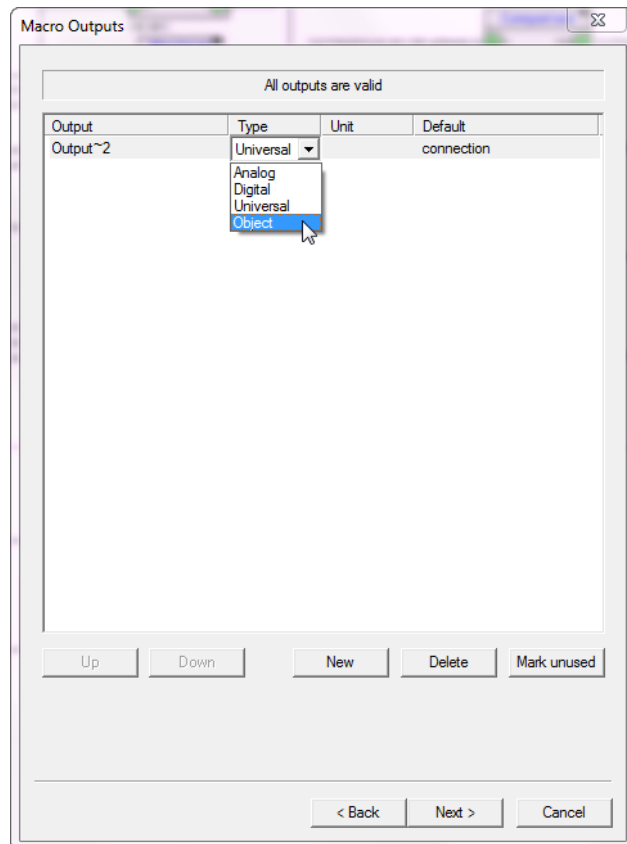 Macro Outputs
All outputs are valid
Output Type Unit Default
Output~2 Universal connection
Analog
Digital
Universal
Object
Up Down New Delete Mark unused
< Back Next > Cancel